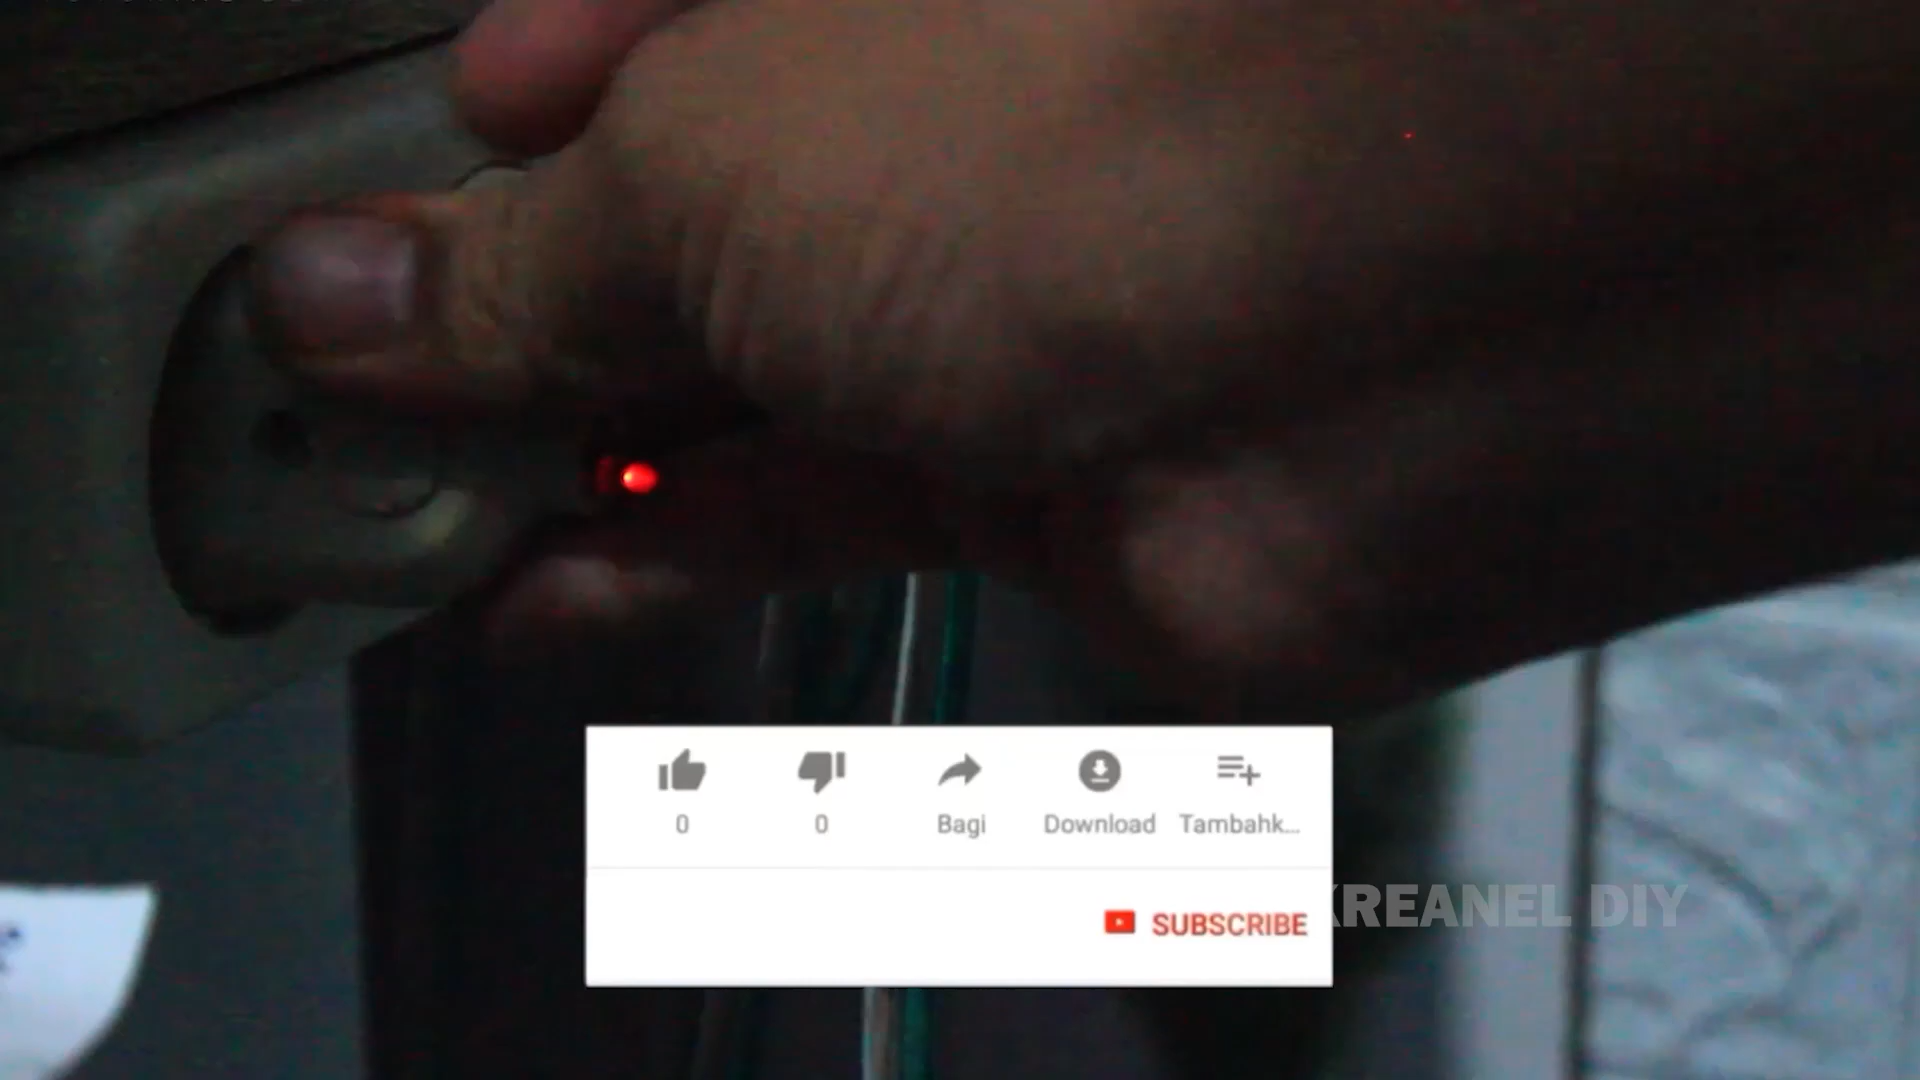 0
0
Bagi
Download
Tambahk...
SUBSCRIBE
KREANEL DIY